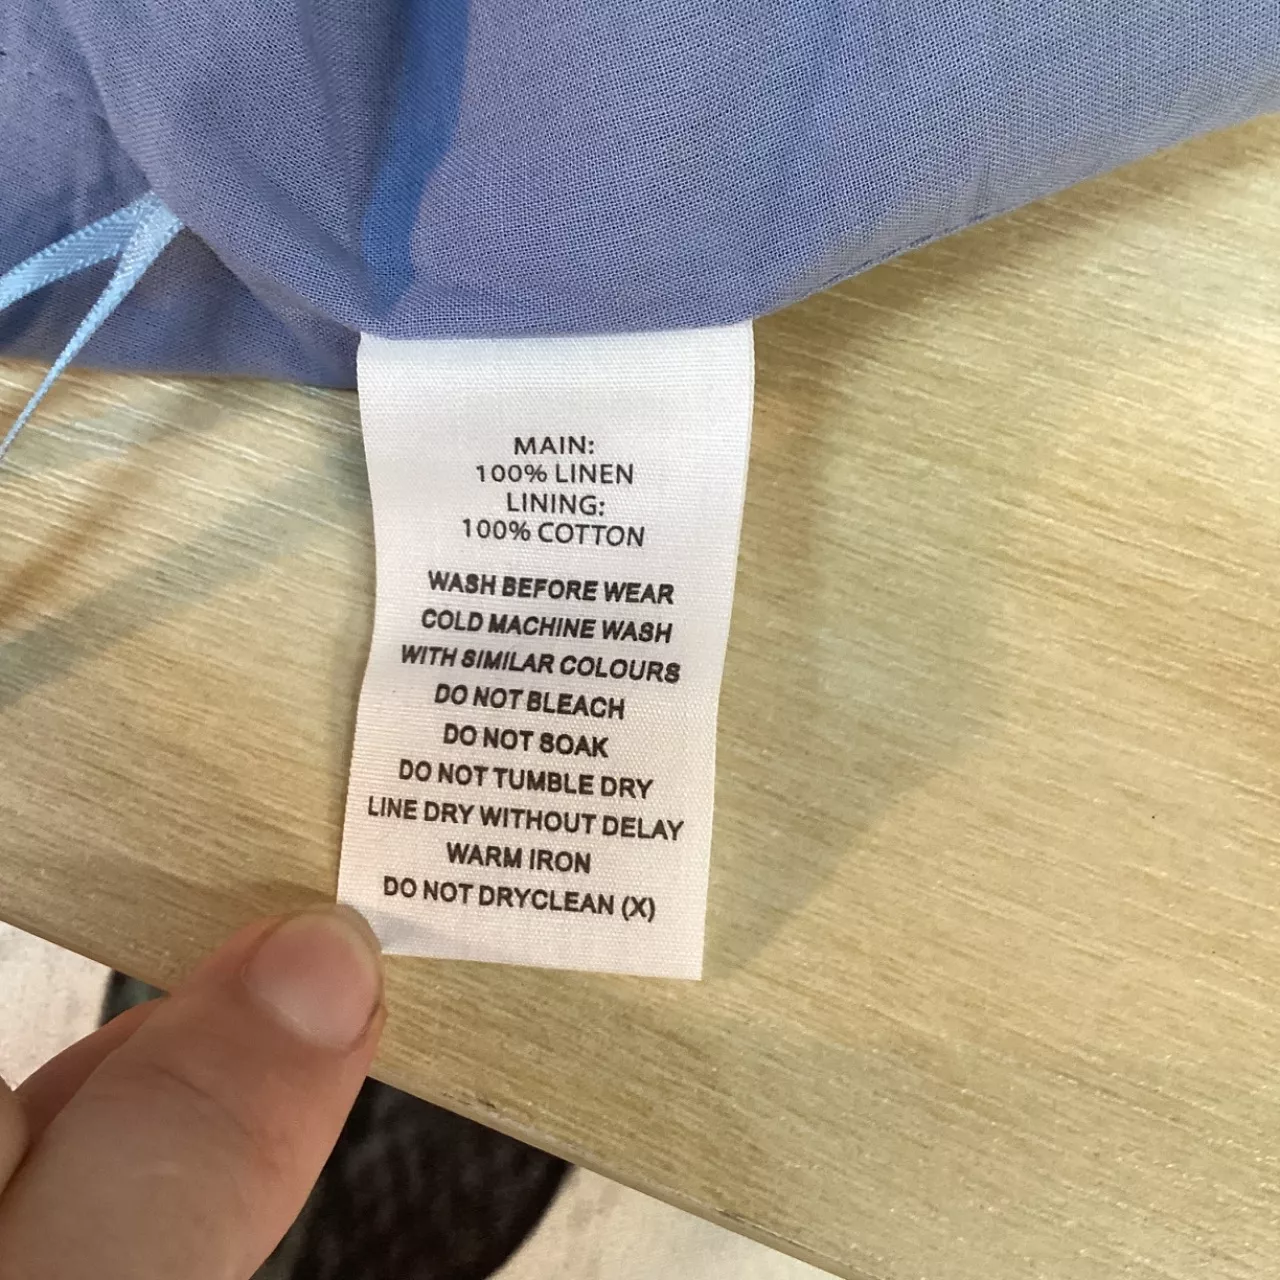 MAIN:
100% LINEN
LINING:
100% COTTON
WASH BEFORE WEAR
COLD MACHINE WASH
WITH SIMILAR COLOURS
DO NOT BLEACH
DO NOT SOAK
DO NOT TUMBLE DRY
LINE DRY WITHOUT DELAY
WARM IRON
DO NOT DRYCLEAN (X)